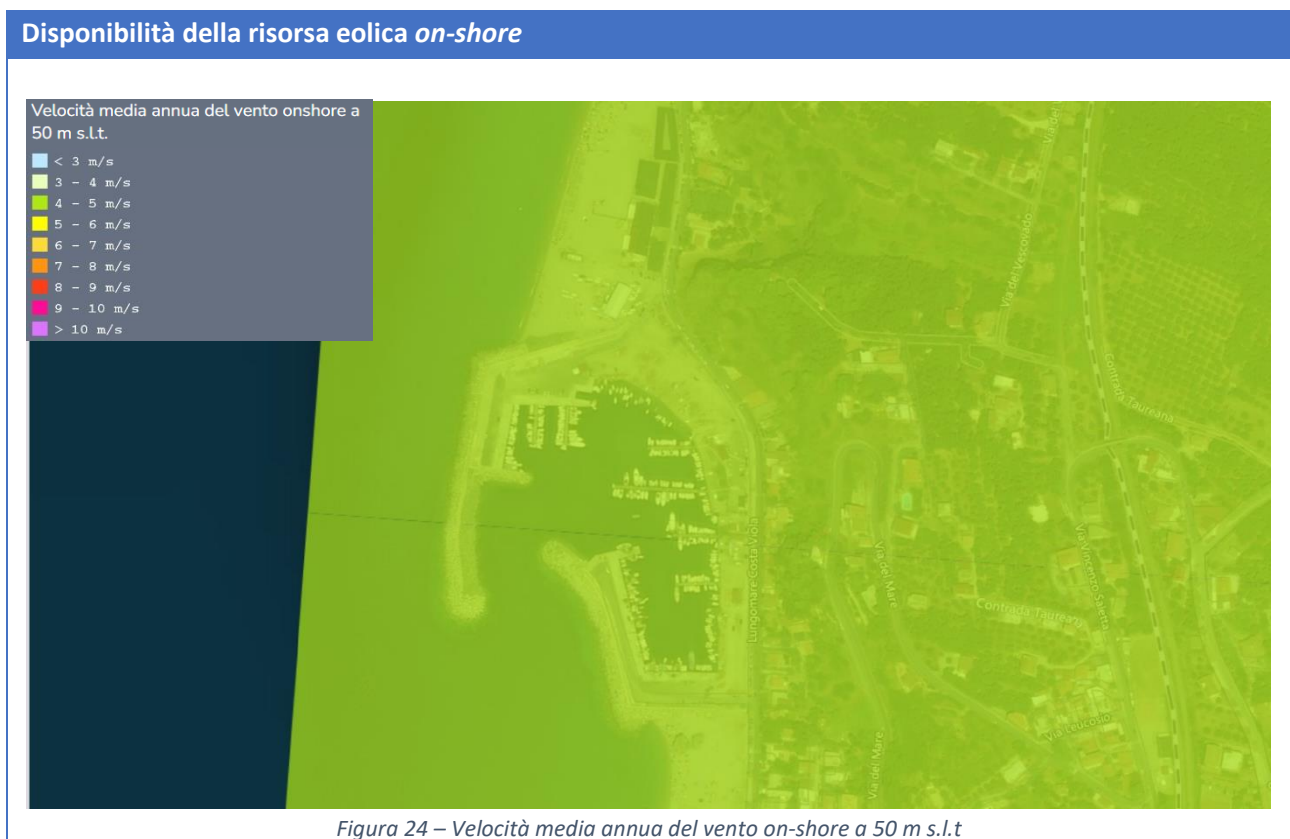 Disponibilità della risorsa eolica on-shore
Velocità media annua del vento onshore a
50 m s.l.t.
< 3 m/s
3 - 4 m/s
4 - 5 m/s
5 - 6 m/s
6 - 7 m/s
7 - 8 m/s
8 - 9 m/s
9 - 10 m/s
> 10 m/s
Via del Vescovado
Contrada Taureana
Lungomare Costa Viola
Via del Mare
Contrada Taureana
Via Vincenzo Saletta
Via Leucosio
Via del Mare
Figura 24 – Velocità media annua del vento on-shore a 50 m s.l.t